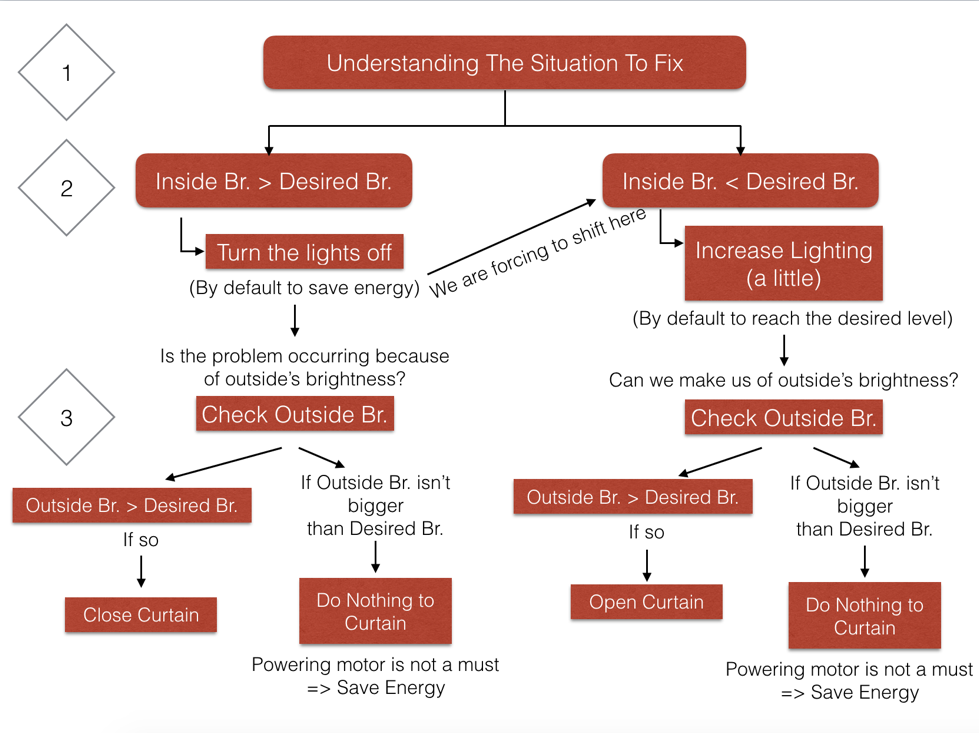 1
Understanding The Situation To Fix
2
Inside Br. > Desired Br.
Turn the lights off
(By default to save energy)
We are forcing to shift here
Inside Br. < Desired Br.
Increase Lighting
(a little)
(By default to reach the desired level)
3
Is the problem occurring because
of outside’s brightness?
Check Outside Br.
Outside Br. > Desired Br.
If so
Close Curtain
If Outside Br. isn’t
bigger
than Desired Br.
Do Nothing to
Curtain
Powering motor is not a must
=> Save Energy
Can we make us of outside’s brightness?
Check Outside Br.
Outside Br. > Desired Br.
If so
Open Curtain
If Outside Br. isn’t
bigger
than Desired Br.
Do Nothing to
Curtain
Powering motor is not a must
=> Save Energy